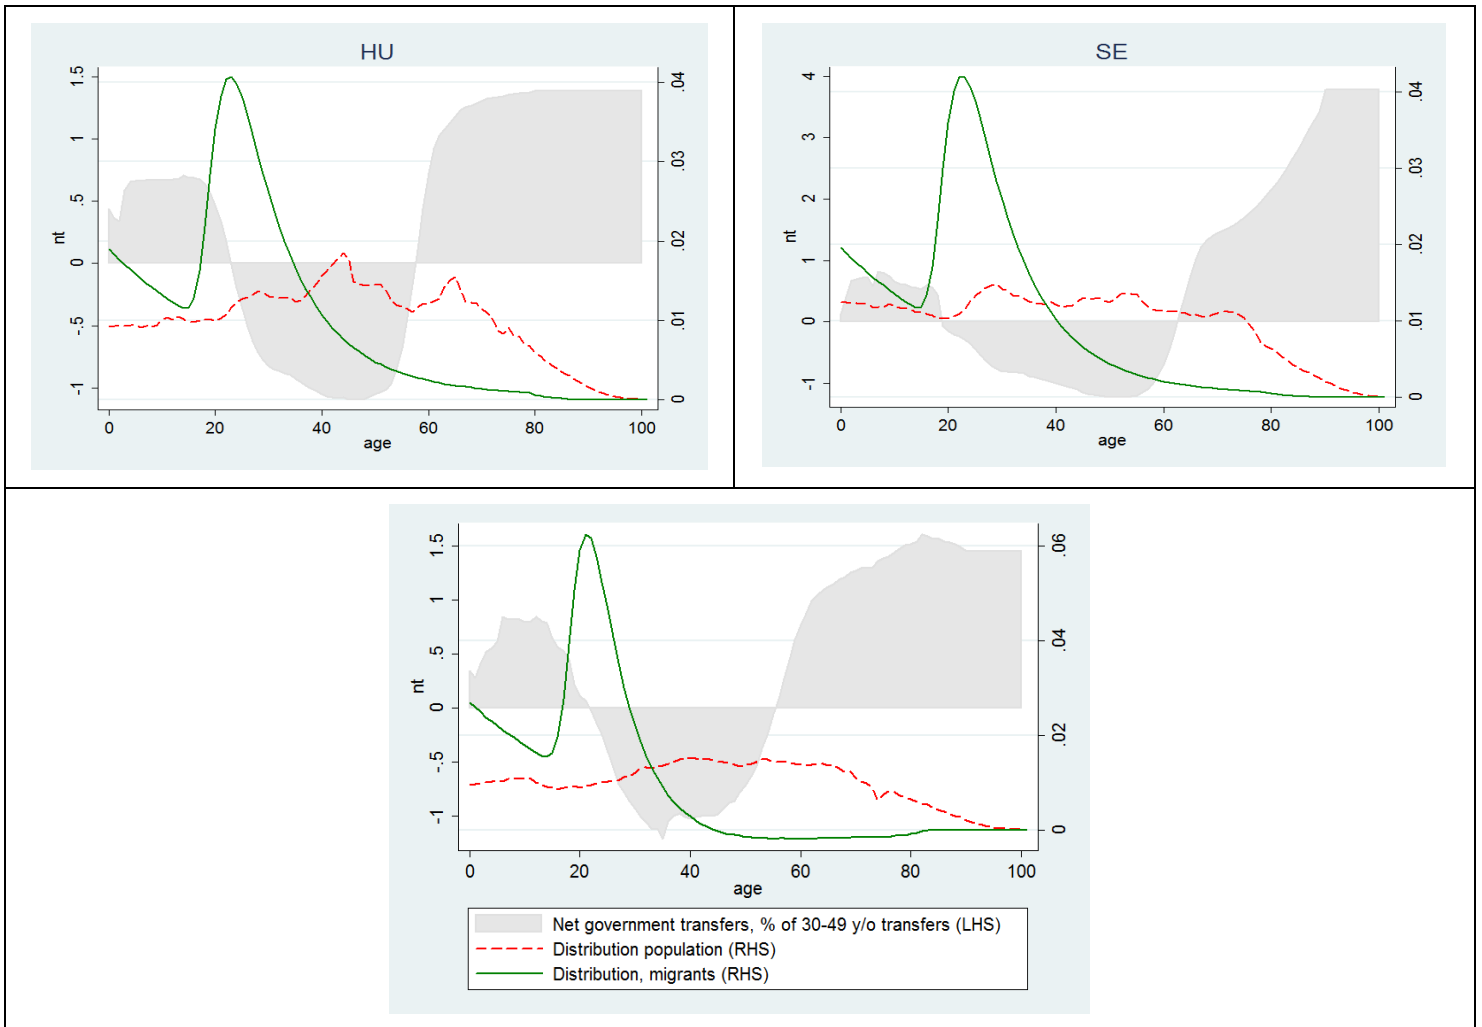 HU
1.5
1
.5
0
-.5
-1
nt
.04
.03
.02
.01
0
0 20 40 60 80 100
age
SE
4
3
2
1
0
-1
nt
.04
.03
.02
.01
0
0 20 40 60 80 100
age
1.5
1
.5
0
-.5
-1
nt
.06
.04
.02
0
0 20 40 60 80 100
age
Net government transfers, % of 30-49 y/o transfers (LHS)
Distribution population (RHS)
Distribution, migrants (RHS)